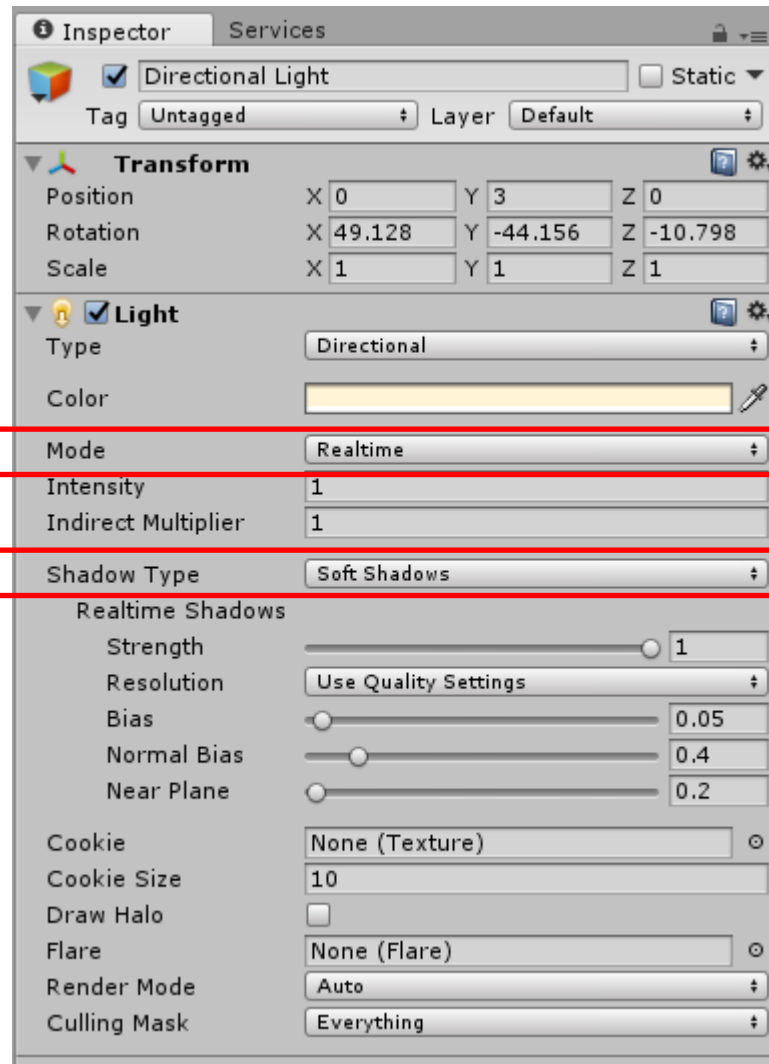 Inspector Services
Directional Light Static
Tag Untagged Layer Default
Transform
Position X 0 Y 3 Z 0
Rotation X 49.128 Y -44.156 Z -10.798
Scale X 1 Y 1 Z 1
Light
Type Directional
Color
Mode Realtime
Intensity 1
Indirect Multiplier 1
Shadow Type Soft Shadows
Realtime Shadows
Strength 1
Resolution Use Quality Settings
Bias 0.05
Normal Bias 0.4
Near Plane 0.2
Cookie None (Texture)
Cookie Size 10
Draw Halo
Flare None (Flare)
Render Mode Auto
Culling Mask Everything